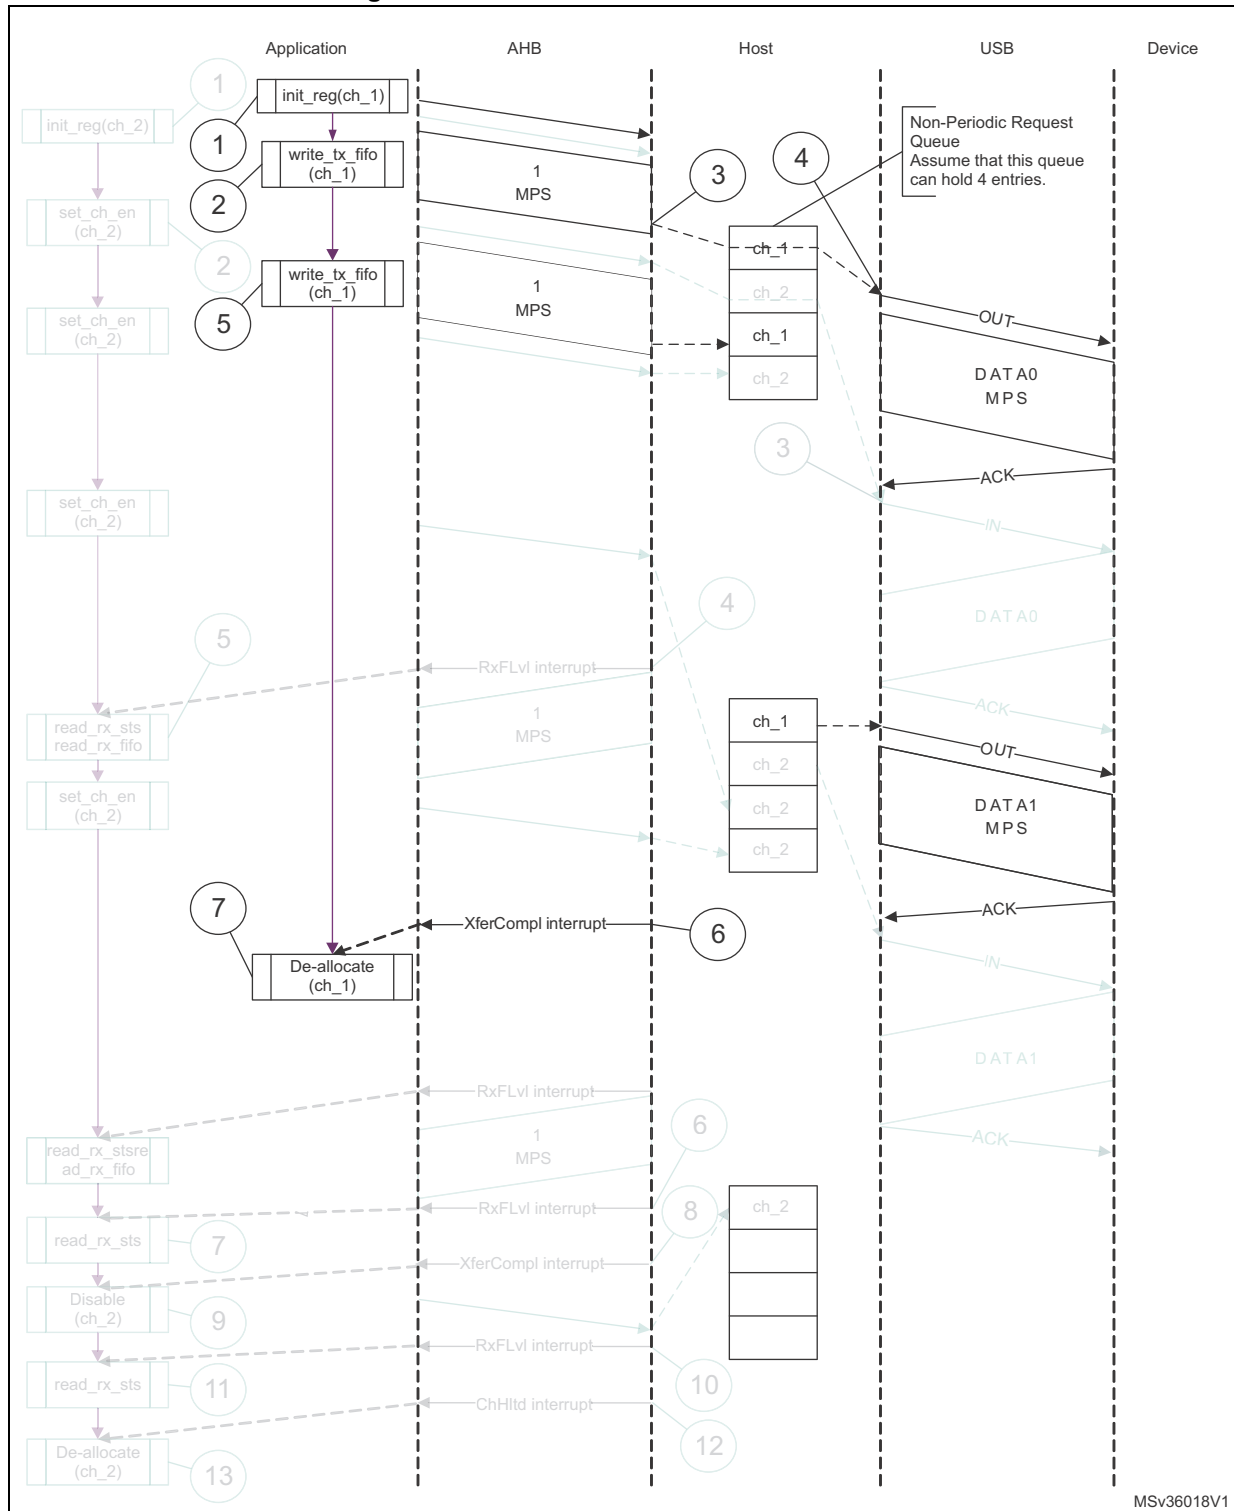 Application AHB Host USB Device
1
init_reg(ch_1)
init_reg(ch_2)
1
Non-Periodic Request
Queue
Assume that this queue
can hold 4 entries.
write_tx_fifo
(ch_1)
4
1
MPS
3
2
set_ch_en
(ch_2)
ch_1
2
write_tx_fifo
(ch_1)
1
MPS
ch_2
set_ch_en
(ch_2)
5
OUT
ch_1
ch_2
DATA0
MPS
3
ACK
set_ch_en
(ch_2)
IN
4
DATA0
5
RxFLvl interrupt
ACK
read_rx_sts
read_rx_fifo
1
MPS
ch_1
OUT
ch_2
set_ch_en
(ch_2)
ch_2
DATA1
MPS
ch_2
7
ACK
XferCompl interrupt
6
De-allocate
(ch_1)
IN
DATA1
RxFLvl interrupt
6
1
MPS
ACK
read_rx_stsre
ad_rx_fifo
RxFLvl interrupt
8
ch_2
read_rx_sts
7
XferCompl interrupt
Disable
(ch_2)
9
RxFLvl interrupt
read_rx_sts
11
10
ChHltd interrupt
12
De-allocate
(ch_2)
13
MSv36018V1